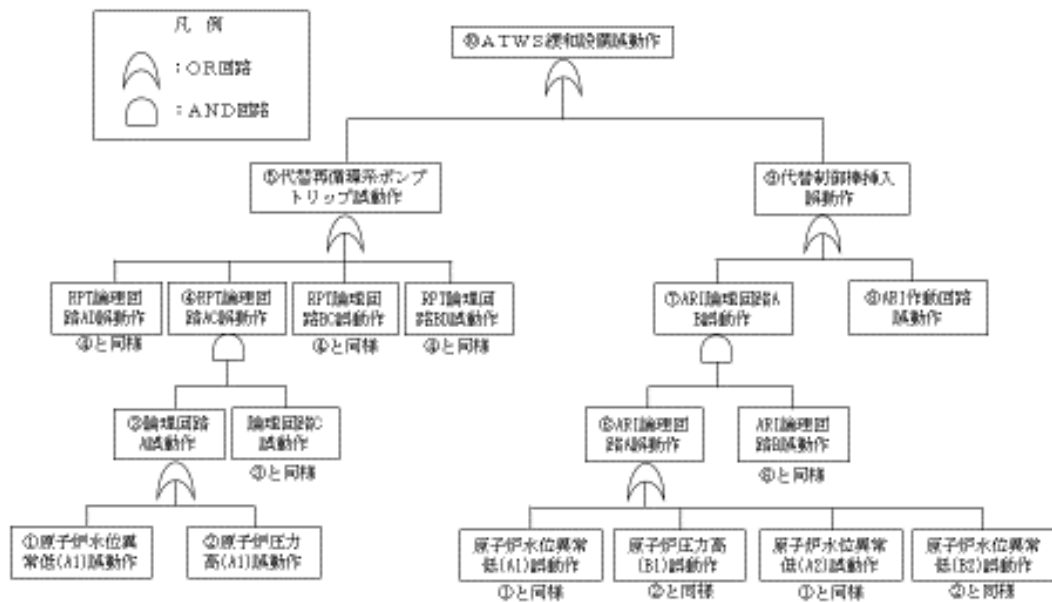 凡 例
：OR回路
：AND回路
⑩ATWS緩和設備誤動作
⑤代替再循環系ポンプ
トリップ誤動作
⑨代替制御棒挿入
誤動作
RPT論理回
路AD誤動作
④と同様
④RPT論理回
路AC誤動作
RPT論理回
路BC誤動作
④と同様
RPT論理回
路BD誤動作
④と同様
⑦ARI論理回路A
B誤動作
⑧ARI作動回路
誤動作
③論理回路
A誤動作
論理回路C
誤動作
③と同様
⑥ARI論理回
路A誤動作
ARI論理回
路B誤動作
⑥と同様
①原子炉水位異
常低(A1)誤動作
②原子炉圧力
高(A1)誤動作
原子炉水位異常
低(A1)誤動作
①と同様
原子炉圧力高
(B1)誤動作
②と同様
原子炉水位異常
低(A2)誤動作
①と同様
原子炉水位異常
低(B2)誤動作
②と同様